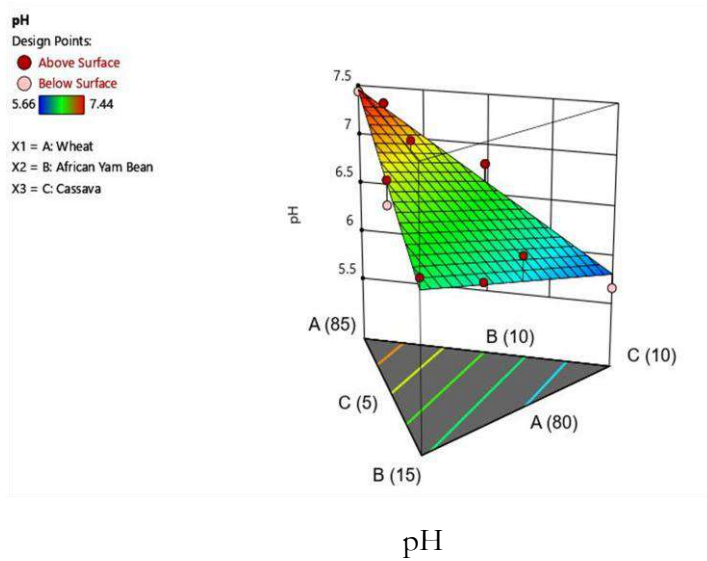 pH
Design Points:
Above Surface
Below Surface
5.66 7.44
X1 = A: Wheat
X2 = B: African Yam Bean
X3 = C: Cassava
7.5
7
6.5
6
5.5
pH
A (85)
B (10)
C (10)
C (5)
A (80)
B (15)
pH